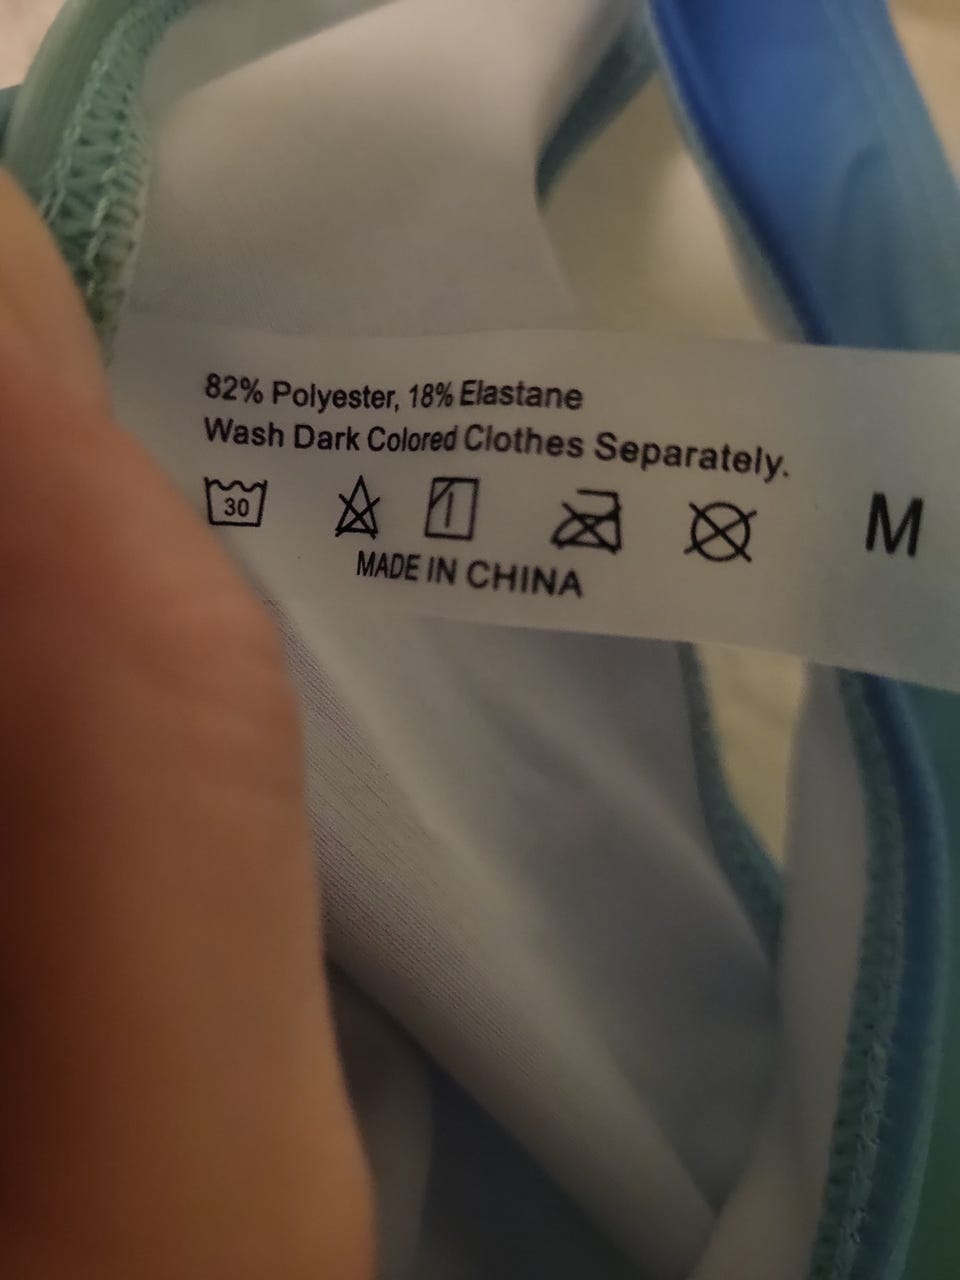 82% Polyester, 18% Elastane
Wash Dark Colored Clothes Separately.
30
M
MADE IN CHINA